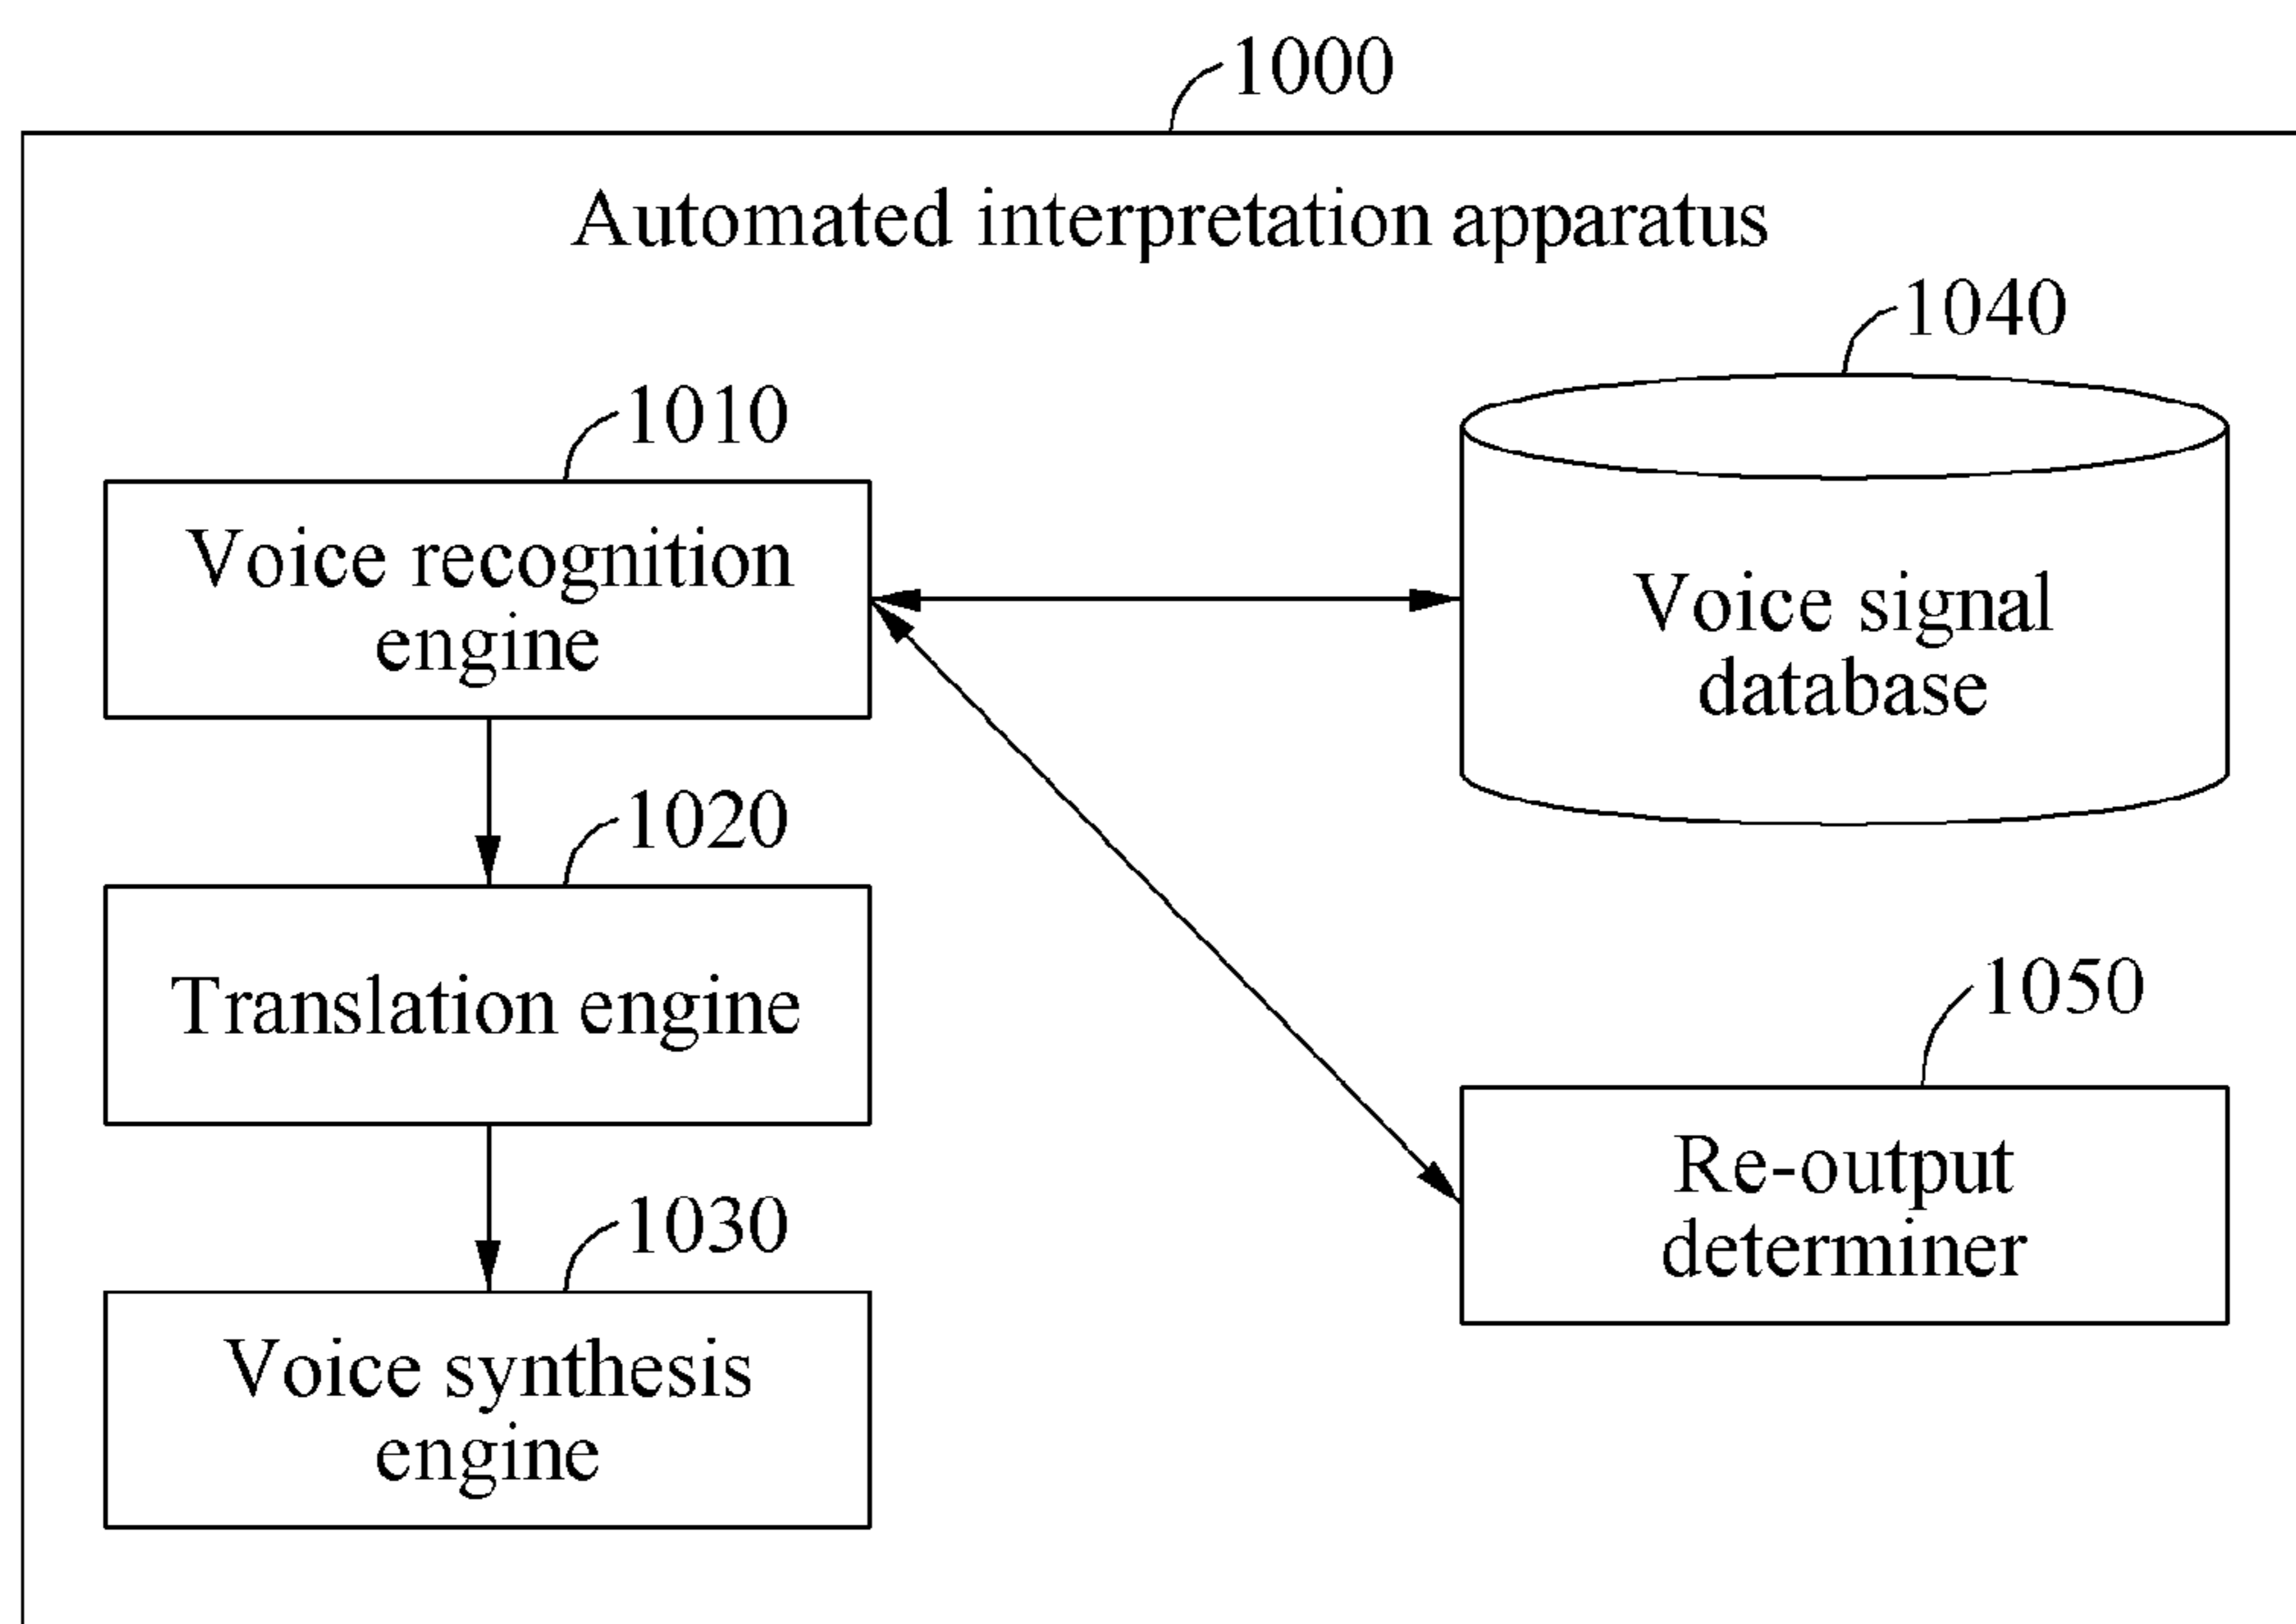 1000
Automated interpretation apparatus
1040
1010
Voice recognition
engine
Voice signal
database
1020
Translation engine
1050
Re-output
determiner
1030
Voice synthesis
engine